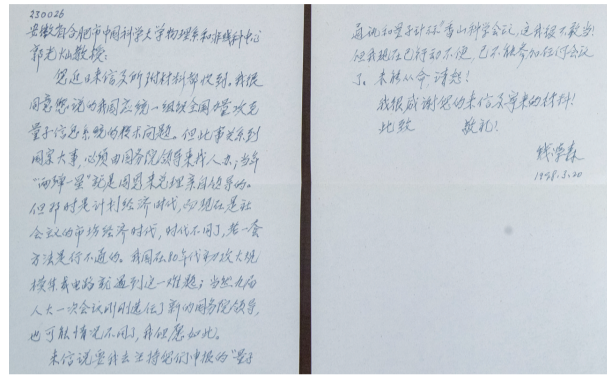 230026
安徽省合肥市中国科学大学物理系和非线科中心
郭光灿教授：
您近日来信及所附材料都收到。我很
同意您说的我国应统一组织全国力量攻克
量子信息系统的技术问题。但此事关系到
国家大事，必须由国务院领导来成人办；当年
“两弹一星”就是周恩来总理亲自领导的。
但那时是计划经济时代，而现在是社
会主义的市场经济时代，时代不同了，老一套
方法是行不通的。我国在80年代初攻大规
模集成电路就遇到这一难题；当然九届
人大一次会议刚刚选任了新的国务院领导，
也可能情况不同了，我但愿如此。
来信说要我去主持您们申报的“量子
通讯和量子计标”香山科学会议，这我很不敢当！
但我现在已行动不便，已不能参加任何会议
了。未能从命，请恕！
我很感谢您的来信及寄来的材料！
此致 敬礼！
钱学森
1998.3.20